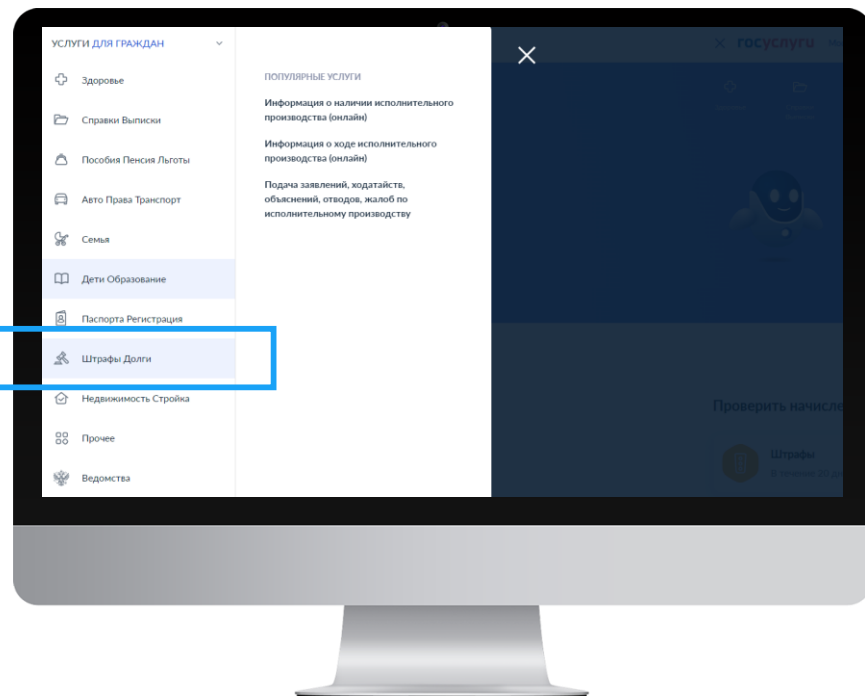 УСЛУГИ ДЛЯ ГРАЖДАН
Здоровье
Справки Выписки
Пособия Пенсия Льготы
Авто Права Транспорт
Семья
Дети Образование
Паспорта Регистрация
Штрафы Долги
Недвижимость Стройка
Прочее
Ведомства
ПОПУЛЯРНЫЕ УСЛУГИ
Информация о наличии исполнительного
производства (онлайн)
Информация о ходе исполнительного
производства (онлайн)
Подача заявлений, ходатайств,
объяснений, отводов, жалоб по
исполнительному производству
госуслуги
Проверить начисле
Штрафы